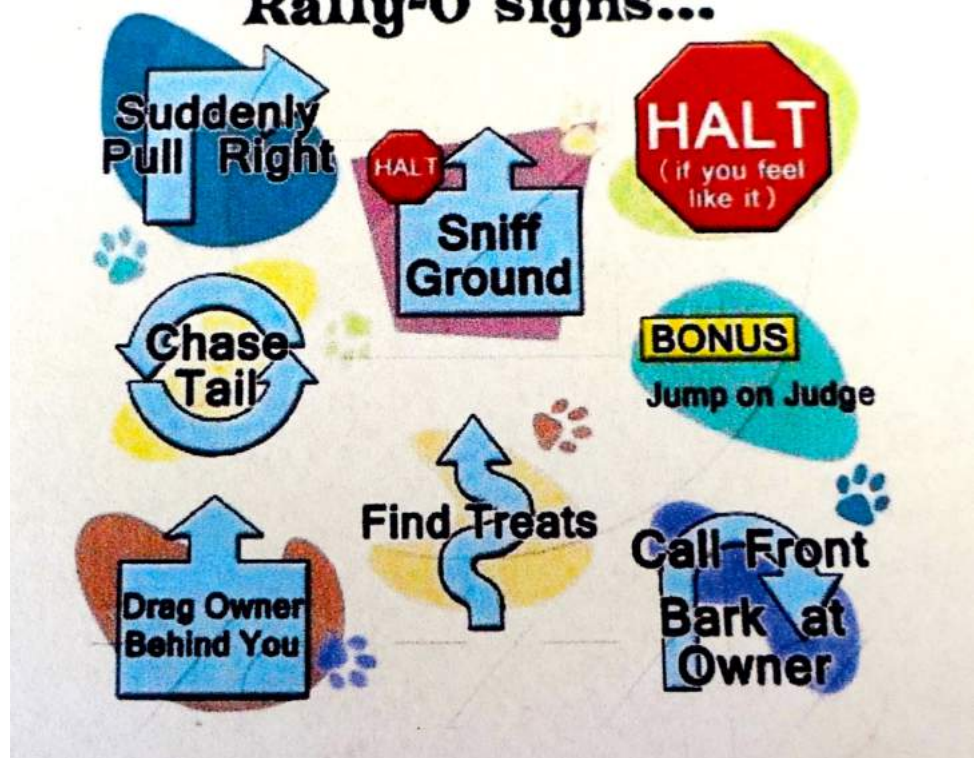 Rally-O signs...
Suddenly
Pull Right
HALT
Sniff
Ground
HALT
(if you feel
like it)
Chase
Tail
BONUS
Jump on Judge
Find Treats
Drag Owner
Behind You
Call Front
Bark at
Owner